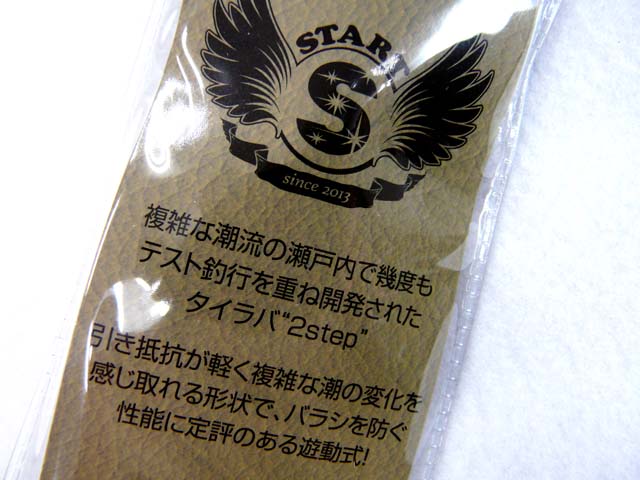 STAR
S
since 2013
複雑な潮流の瀬戸内で幾度も
テスト釣行を重ね開発された
タイラバ“2step”
引き抵抗が軽く複雑な潮の変化を
感じ取れる形状で、バラシを防ぐ
性能に定評のある遊動式!